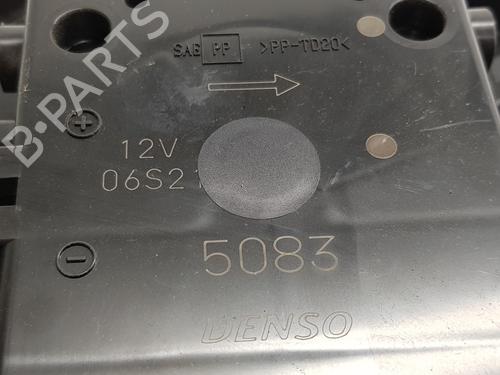 SAE PP >PP-TD20<
12V
06S21
5083
DENSO
B-PARTS